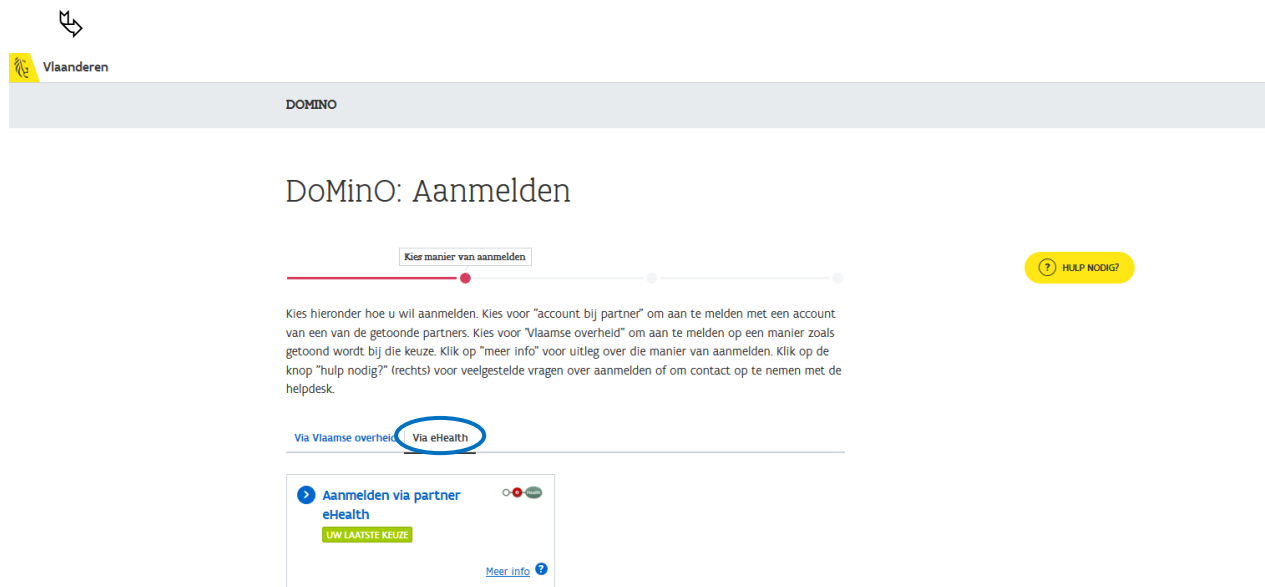 Vlaanderen
DOMINO
DoMinO: Aanmelden
Kies manier van aanmelden
HULP NODIG?
Kies hieronder hoe u wil aanmelden. Kies voor "account bij partner" om aan te melden met een account
van een van de getoonde partners. Kies voor "Vlaamse overheid" om aan te melden op een manier zoals
getoond wordt bij die keuze. Klik op "meer info" voor uitleg over die manier van aanmelden. Klik op de
knop "hulp nodig?" (rechts) voor veelgestelde vragen over aanmelden of om contact op te nemen met de
helpdesk.
Via Vlaamse overheid Via eHealth
Aanmelden via partner
eHealth
UW LAATSTE KEUZE
Meer info